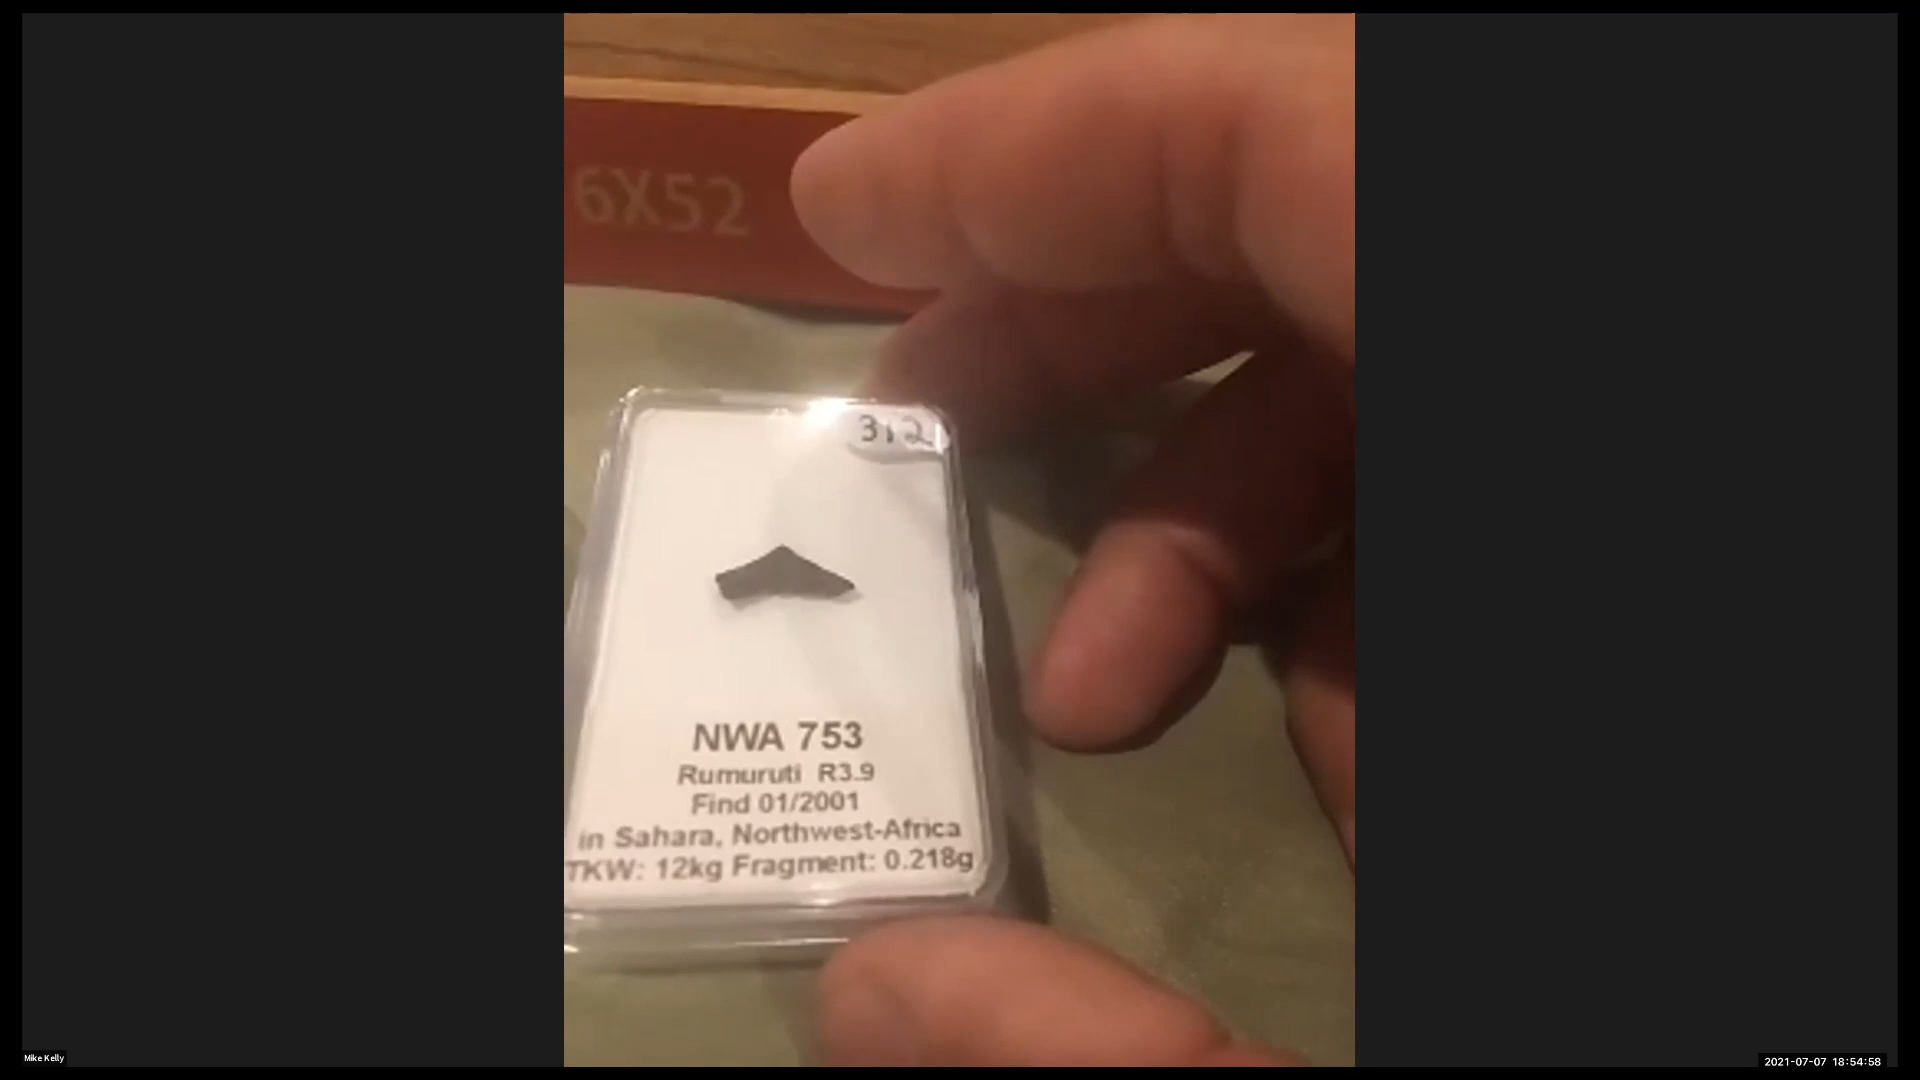 6X52
312
NWA 753
Rumuruti R3.9
Find 01/2001
in Sahara, Northwest-Africa
TKW: 12kg Fragment: 0.218g
Mike Kelly
2021-07-07 18:54:58